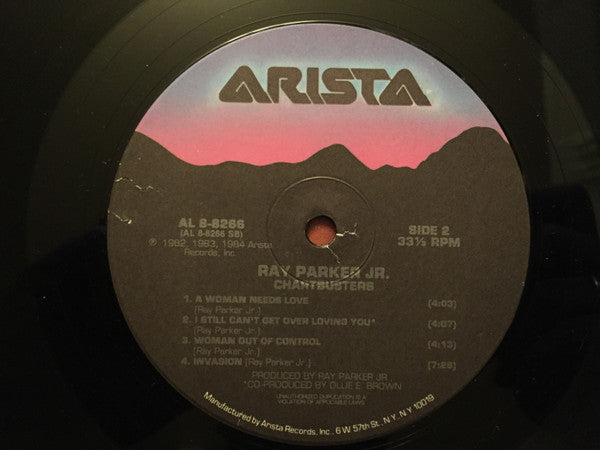 ARISTA
AL 8-8266
(AL 8-8266 SB)
℗ 1982, 1983, 1984 Arista
Records, Inc.
SIDE 2
33⅓ RPM
RAY PARKER JR.
CHARTBUSTERS
1. A WOMAN NEEDS LOVE (4:03)
(Ray Parker Jr.)
2. I STILL CAN'T GET OVER LOVING YOU* (4:07)
(Ray Parker Jr.)
3. WOMAN OUT OF CONTROL (4:13)
(Ray Parker Jr.)
4. INVASION (Ray Parker Jr.) (7:28)
PRODUCED BY RAY PARKER JR.
*CO-PRODUCED BY OLLIE E. BROWN
UNAUTHORIZED DUPLICATION IS A
VIOLATION OF APPLICABLE LAWS
Manufactured by Arista Records, Inc., 6 W 57th St., N.Y. N.Y. 10019